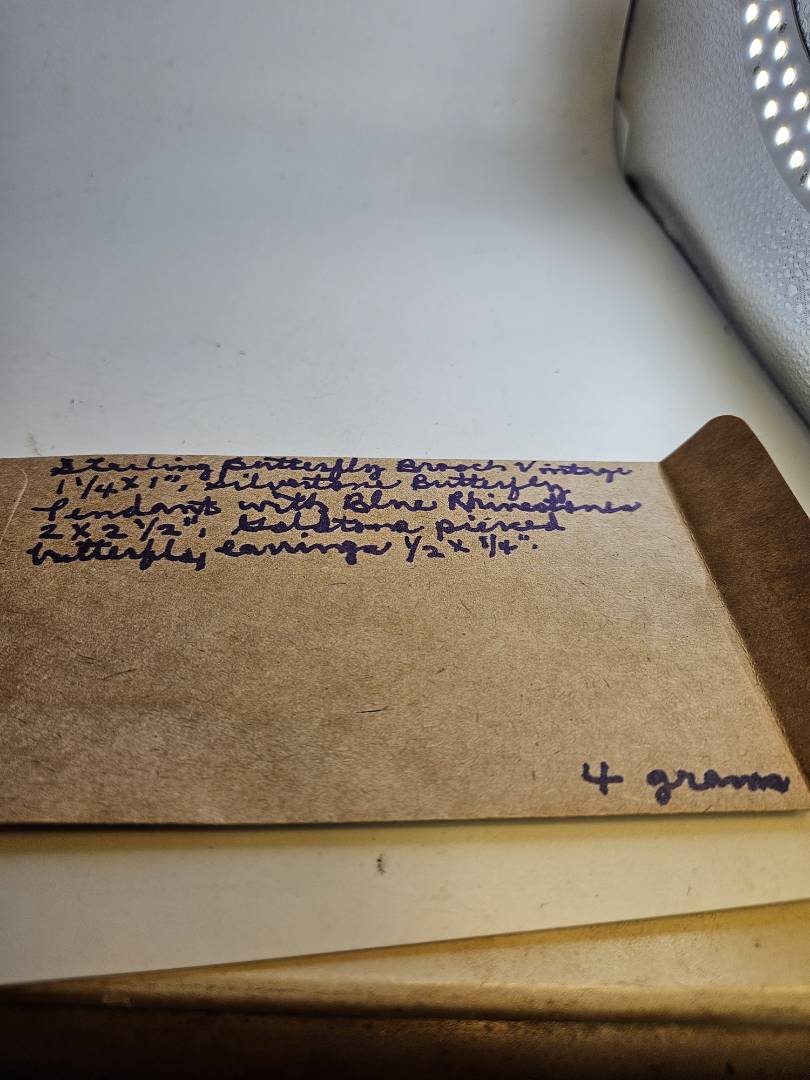 Sterling Butterfly Brooch Vintage
1 1/4 X 1", Silvertone Butterfly
Pendant with Blue Rhinestones
2 X 2 1/2", Goldtone pierced
butterfly earrings 1/2 x 1/4".
4 grams